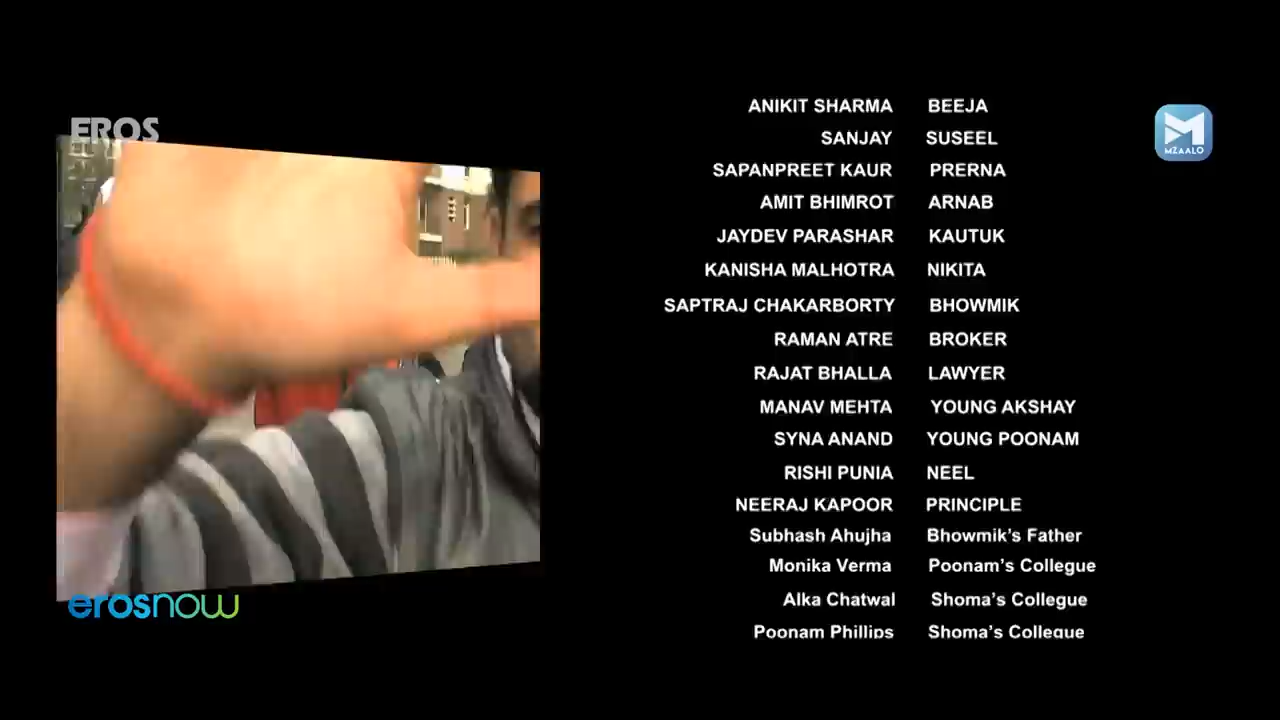 EROS
MZAALO
ANIKIT SHARMA BEEJA
SANJAY SUSEEL
SAPANPREET KAUR PRERNA
AMIT BHIMROT ARNAB
JAYDEV PARASHAR KAUTUK
KANISHA MALHOTRA NIKITA
SAPTRAJ CHAKARBORTY BHOWMIK
RAMAN ATRE BROKER
RAJAT BHALLA LAWYER
MANAV MEHTA YOUNG AKSHAY
SYNA ANAND YOUNG POONAM
RISHI PUNIA NEEL
NEERAJ KAPOOR PRINCIPLE
Subhash Ahujha Bhowmik's Father
Monika Verma Poonam's Collegue
Alka Chatwal Shoma's Collegue
Poonam Phillips Shoma's Collegue
erosnow